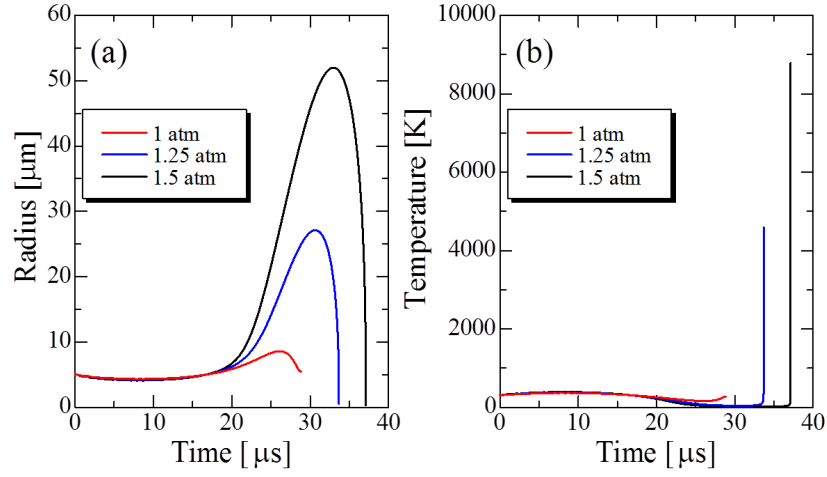 (a)
60
50
40
30
20
10
0
Radius [μm]
1 atm
1.25 atm
1.5 atm
0 10 20 30 40
Time [μs]
(b)
10000
8000
6000
4000
2000
0
Temperature [K]
1 atm
1.25 atm
1.5 atm
0 10 20 30 40
Time [μs]